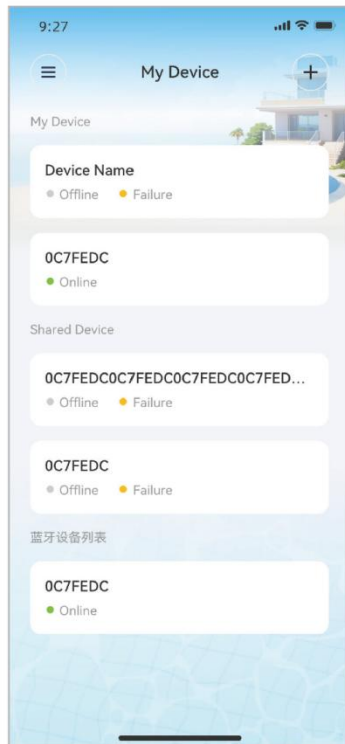 9:27
My Device
My Device
Device Name
Offline Failure
0C7FEDC
Online
Shared Device
0C7FEDC0C7FEDC0C7FEDC0C7FED...
Offline Failure
0C7FEDC
Offline Failure
蓝牙设备列表
0C7FEDC
Online